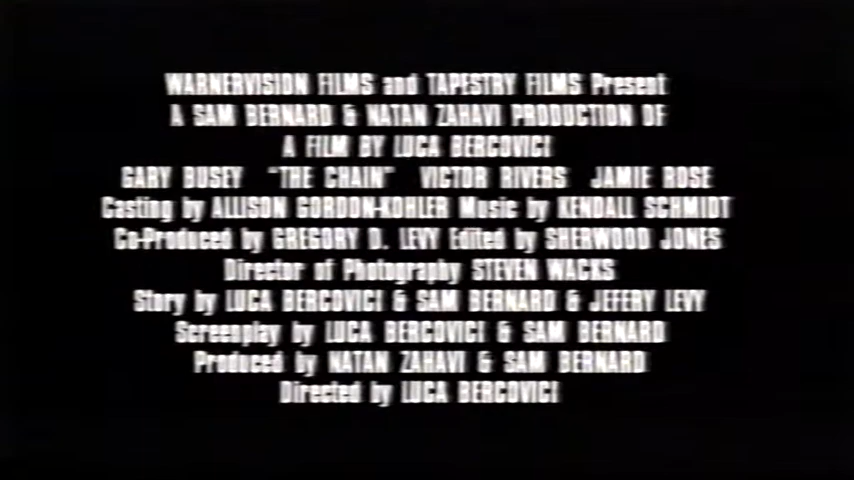 WARNERVISION FILMS and TAPESTRY FILMS Present
A SAM BERNARD & NATAN ZAHAVI PRODUCTION OF
A FILM BY LUCA BERCOVICI
GARY BUSEY "THE CHAIN" VICTOR RIVERS JAMIE ROSE
Casting by ALLISON GORDON-KOHLER Music by KENDALL SCHMIDT
Co-Produced by GREGORY D. LEVY Edited by SHERWOOD JONES
Director of Photography STEVEN WACKS
Story by LUCA BERCOVICI & SAM BERNARD & JEFERY LEVY
Screenplay by LUCA BERCOVICI & SAM BERNARD
Produced by NATAN ZAHAVI & SAM BERNARD
Directed by LUCA BERCOVICI